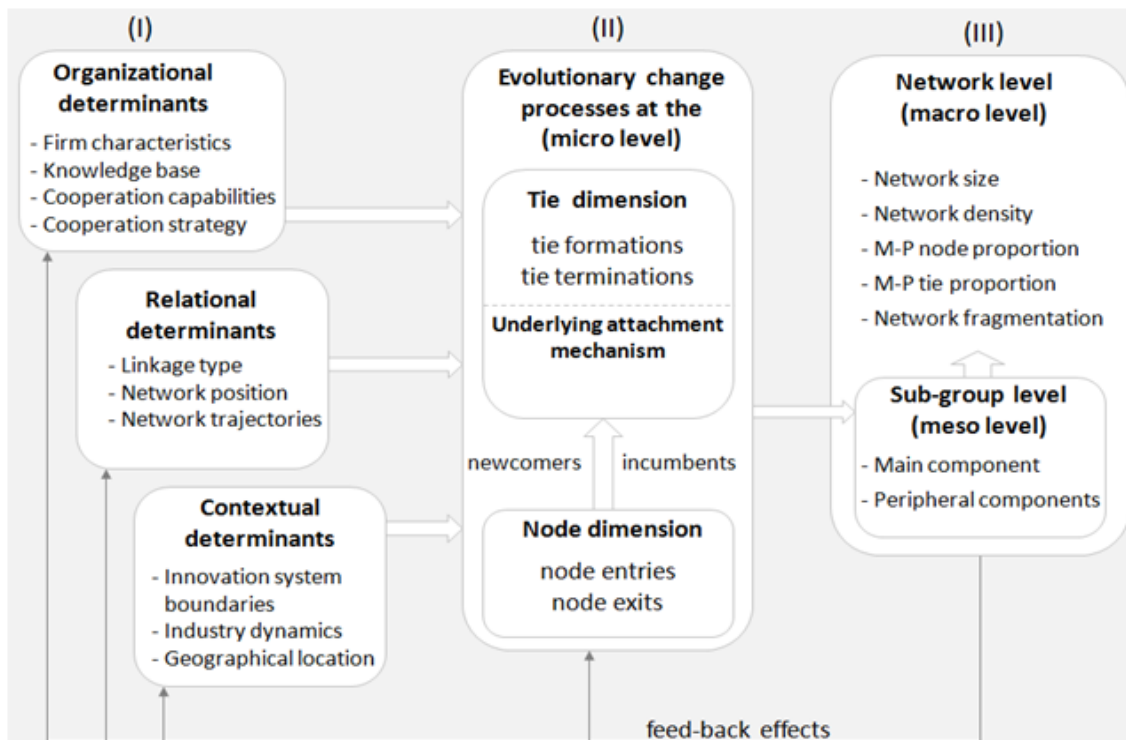 (I)
Organizational
determinants
- Firm characteristics
- Knowledge base
- Cooperation capabilities
- Cooperation strategy
Relational
determinants
- Linkage type
- Network position
- Network trajectories
Contextual
determinants
- Innovation system
boundaries
- Industry dynamics
- Geographical location
(II)
Evolutionary change
processes at the
(micro level)
Tie dimension
tie formations
tie terminations
Underlying attachment
mechanism
newcomers
incumbents
Node dimension
node entries
node exits
(III)
Network level
(macro level)
- Network size
- Network density
- M-P node proportion
- M-P tie proportion
- Network fragmentation
Sub-group level
(meso level)
- Main component
- Peripheral components
feed-back effects